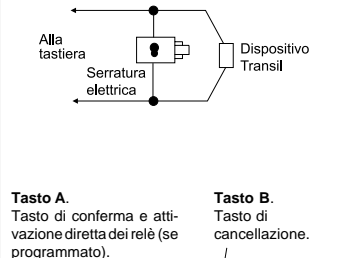 Alla
tastiera
Dispositivo
Transil
Serratura
elettrica
Tasto A.
Tasto di conferma e atti-
vazione diretta dei relè (se
programmato).
Tasto B.
Tasto di
cancellazione.